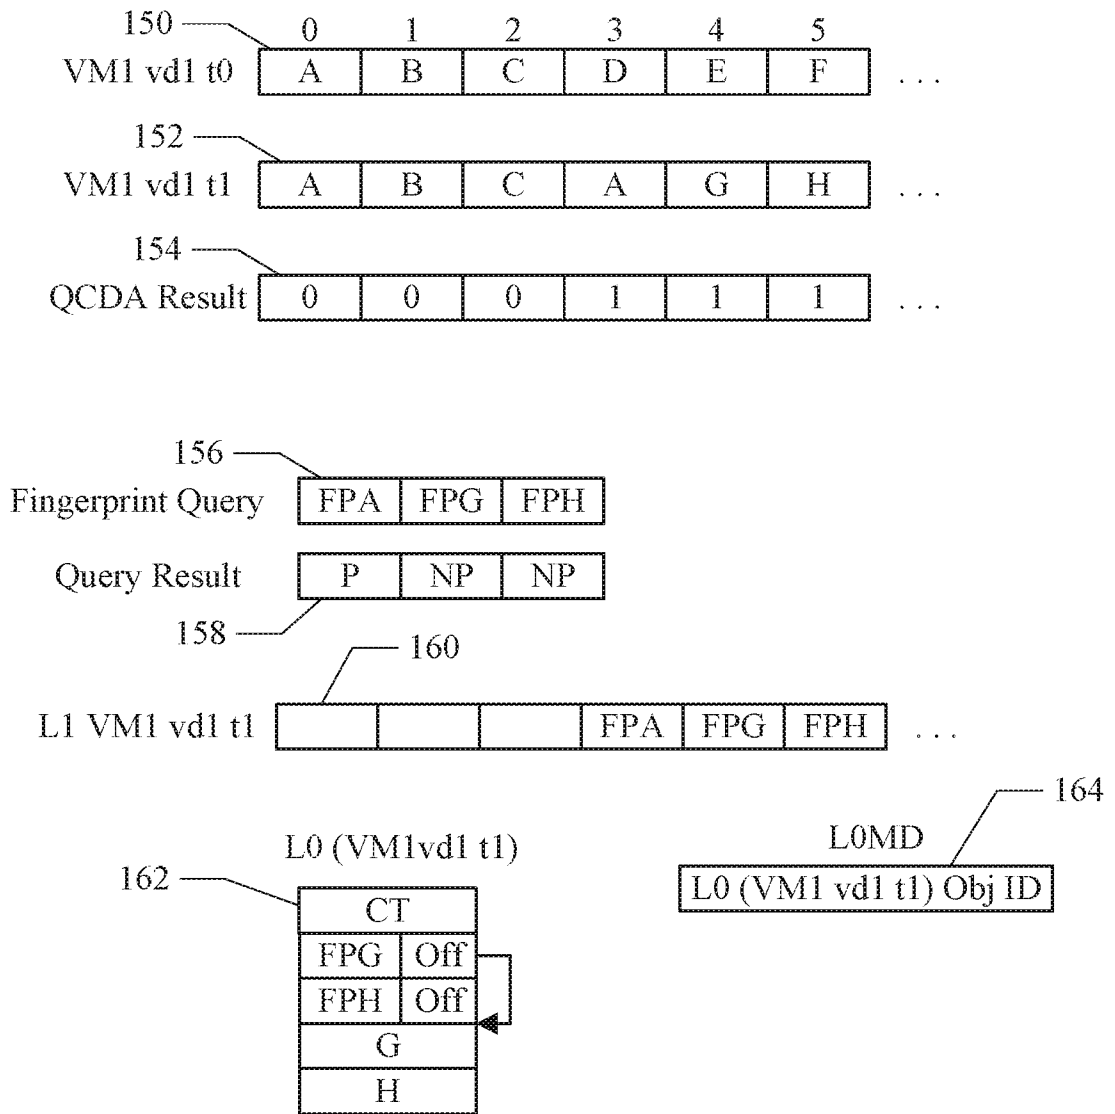 150 0 1 2 3 4 5
VM1 vd1 t0 A B C D E F . . .
152
VM1 vd1 t1 A B C A G H . . .
154
QCDA Result 0 0 0 1 1 1 . . .
156
Fingerprint Query FPA FPG FPH
Query Result P NP NP
158
160
L1 VM1 vd1 t1 FPA FPG FPH . . .
164
L0 (VM1vd1 t1)
L0MD
162
L0 (VM1 vd1 t1) Obj ID
CT
FPG Off
FPH Off
G
H